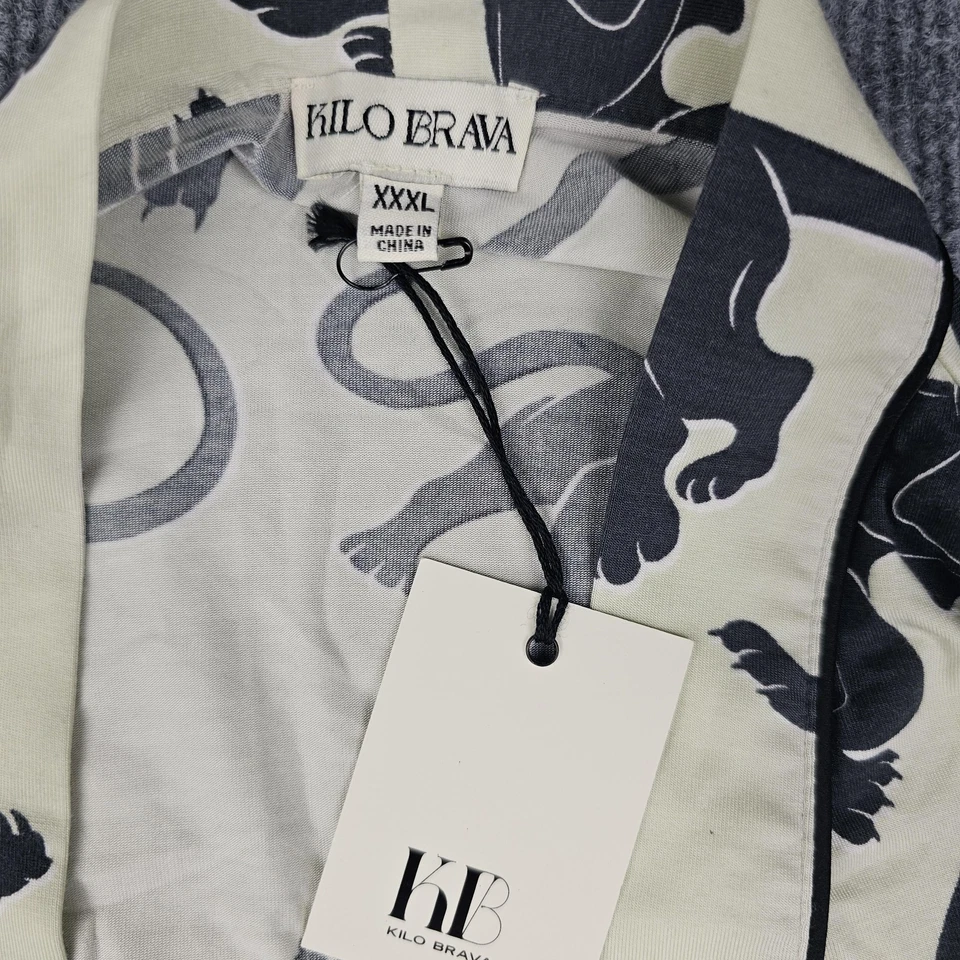 KILO BRAVA
XXXL
MADE IN
CHINA
KB
KILO BRAVA